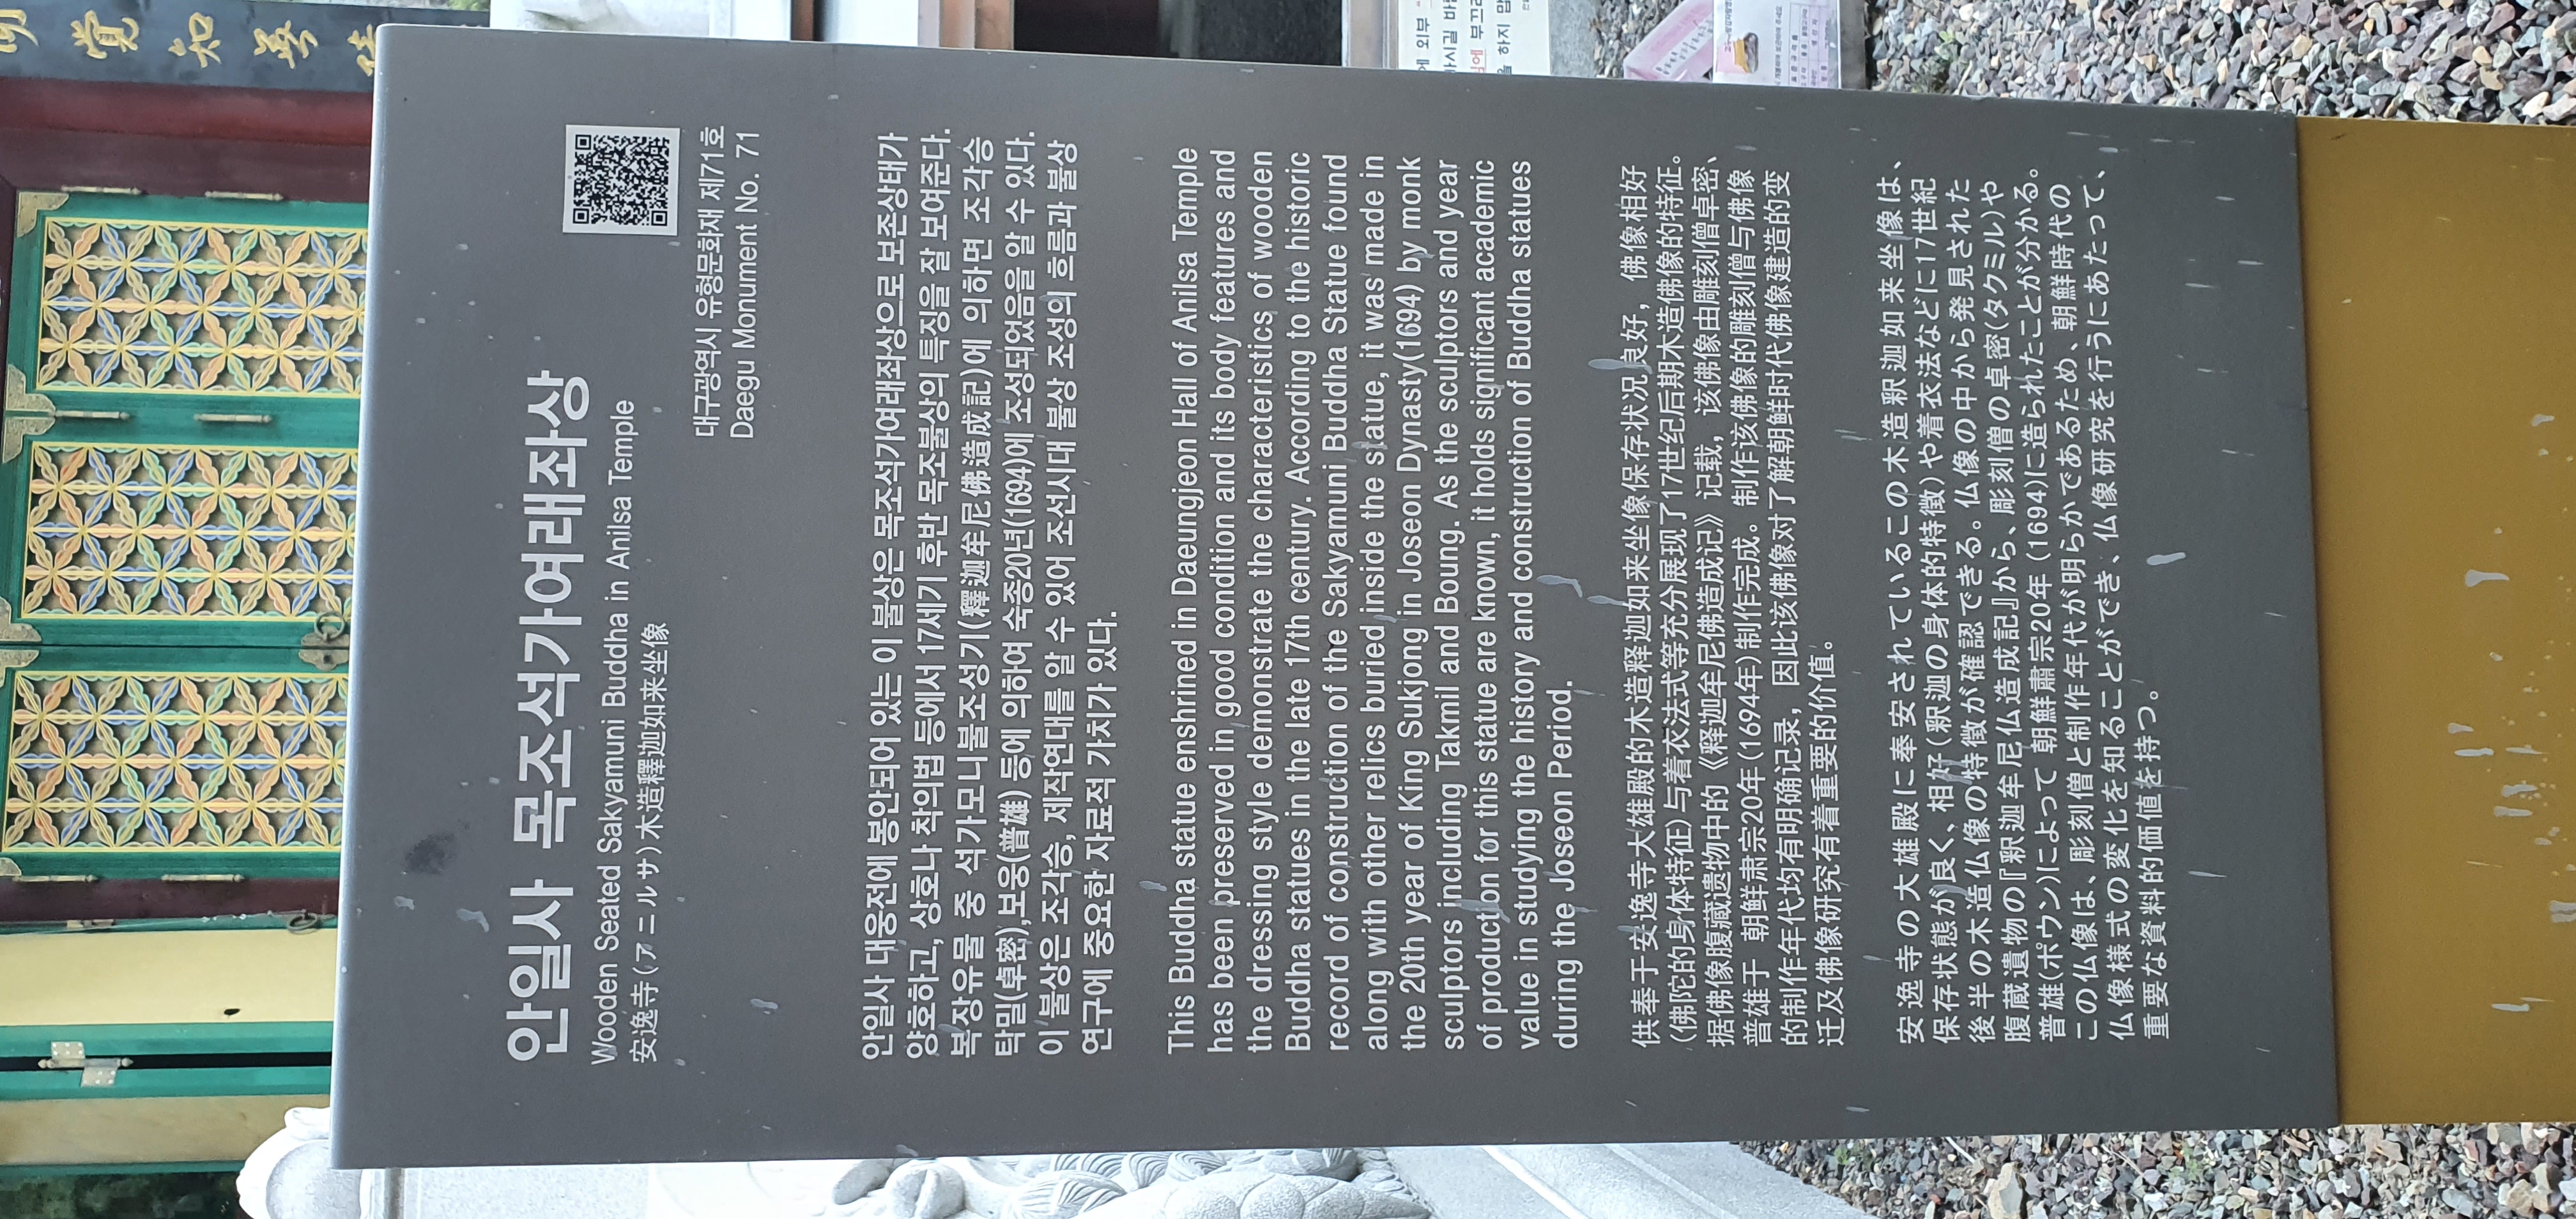 안일사 목조석가여래좌상
Wooden Seated Sakyamuni Buddha in Anilsa Temple
安逸寺(アニルサ)木造釋迦如来坐像
대구광역시 유형문화재 제71호
Daegu Monument No. 71
안일사 대웅전에 봉안되어 있는 이 불상은 목조석가여래좌상으로 보존상태가
양호하고, 상호나 착의법 등에서 17세기 후반 목조불상의 특징을 잘 보여준다.
복장유물 중 석가모니불조성기(釋迦牟尼佛造成記)에 의하면 조각승
탁밀(卓密),보웅(普雄) 등에 의하여 숙종20년(1694)에 조성되었음을 알 수 있다.
이 불상은 조각승, 제작연대를 알 수 있어 조선시대 불상 조성의 흐름과 불상
연구에 중요한 자료적 가치가 있다.
This Buddha statue enshrined in Daeungjeon Hall of Anilsa Temple
has been preserved in good condition and its body features and
the dressing style demonstrate the characteristics of wooden
Buddha statues in the late 17th century. According to the historic
record of construction of the Sakyamuni Buddha Statue found
along with other relics buried inside the statue, it was made in
the 20th year of King Sukjong in Joseon Dynasty(1694) by monk
sculptors including Takmil and Boung. As the sculptors and year
of production for this statue are known, it holds significant academic
value in studying the history and construction of Buddha statues
during the Joseon Period.
供奉于安逸寺大雄殿的木造释迦如来坐像保存状况良好，佛像相好
(佛陀的身体特征)与着衣法式等充分展现了17世纪后期木造佛像的特征。
据佛像腹藏遗物中的《释迦牟尼佛造成记》记载，该佛像由雕刻僧卓密、
普雄于 朝鲜肃宗20年(1694年)制作完成。制作该佛像的雕刻僧与佛像
的制作年代均有明确记录，因此该佛像对了解朝鲜时代佛像建造的变
迁及佛像研究有着重要的价值。
安逸寺の大雄殿に奉安されているこの木造釈迦如来坐像は、
保存状態が良く、相好(釈迦の身体的特徴)や着衣法などに17世紀
後半の木造仏像の特徴が確認できる。仏像の中から発見された
腹蔵遺物の『釈迦牟尼仏造成記』から、彫刻僧の卓密(タクミル)や
普雄(ポウン)によって 朝鮮粛宗20年 (1694)に造られたことが分かる。
この仏像は、彫刻僧と制作年代が明らかであるため、朝鮮時代の
仏像様式の変化を知ることができ、仏像研究を行うにあたって、
重要な資料的価値を持つ。